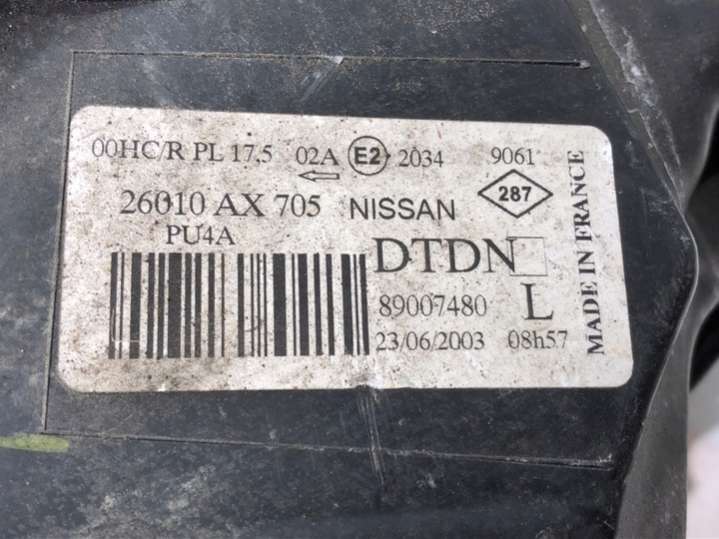 00HC/R PL 17,5 02A E2 2034 9061
26010 AX 705 NISSAN 287
PU4A DTDN
89007480 L
23/06/2003 08h57
MADE IN FRANCE